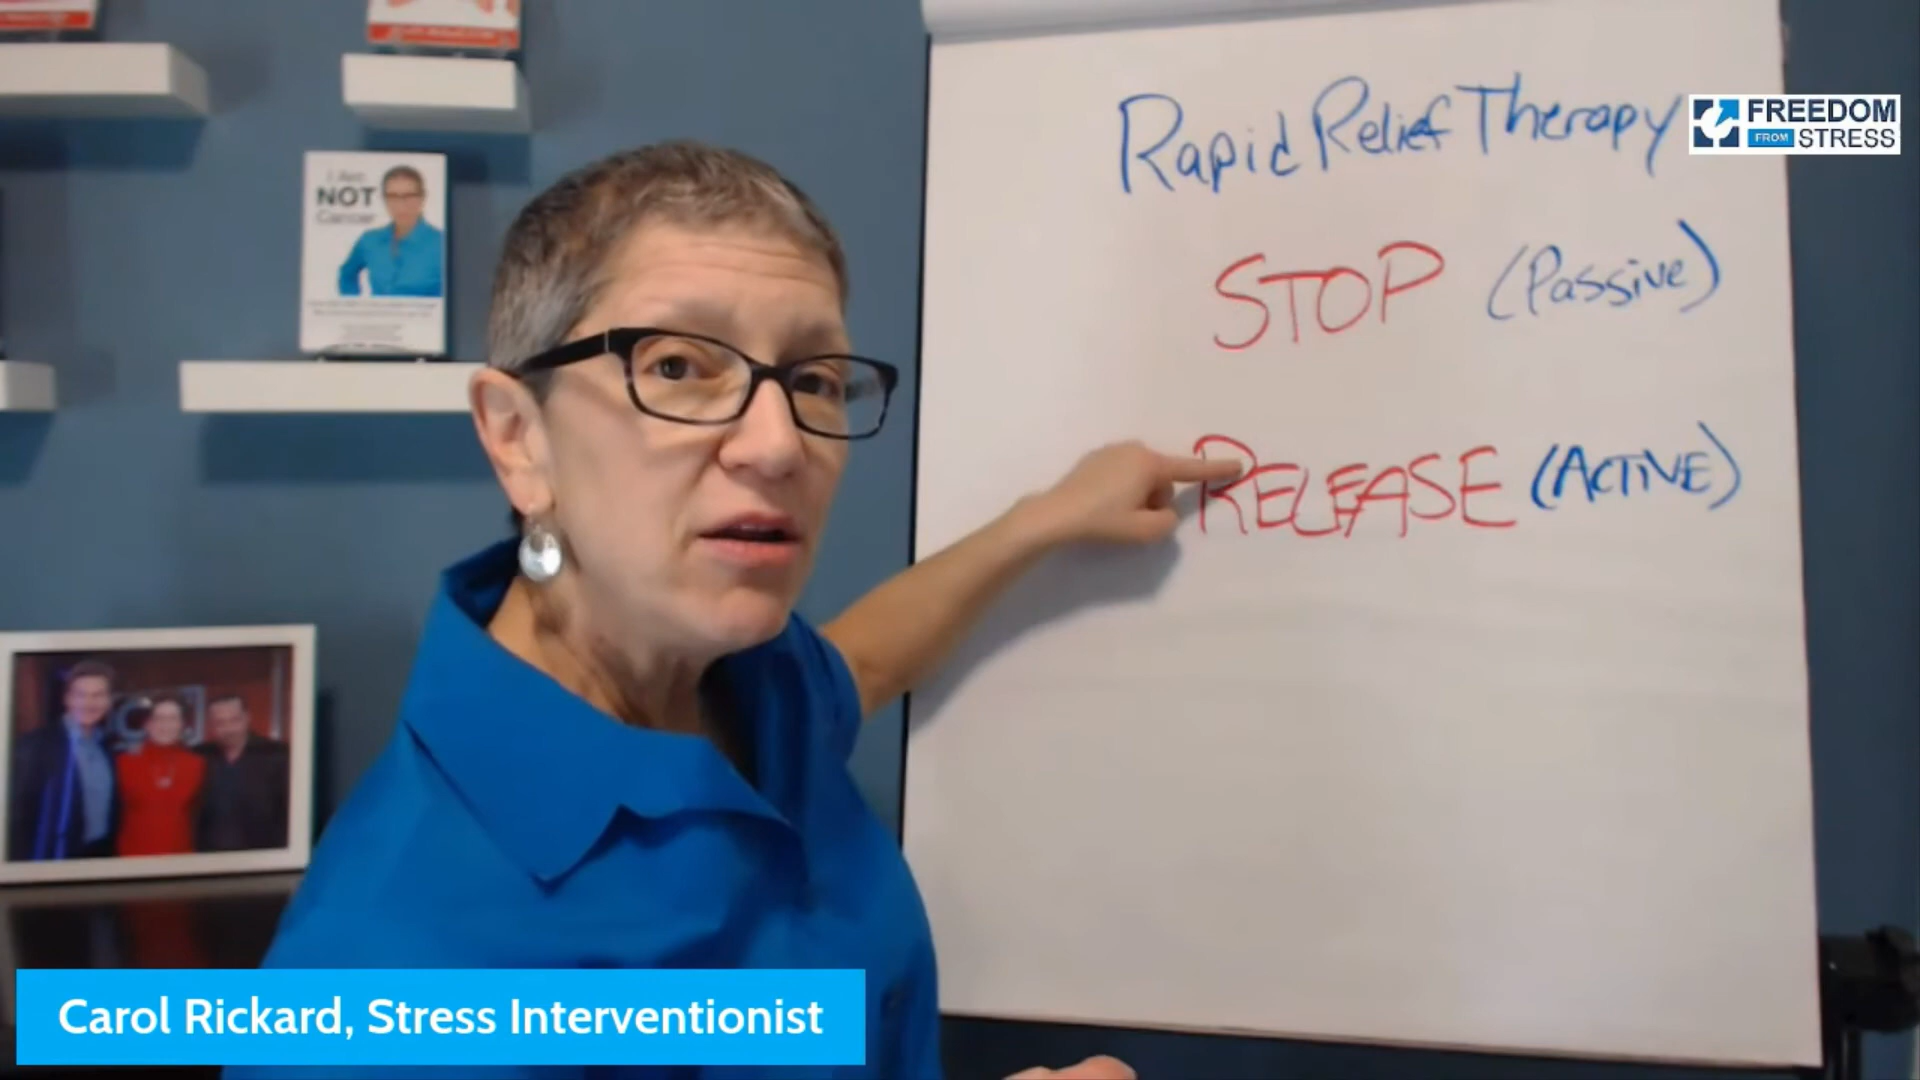 Rapid Relief Therapy
FREEDOM
FROM STRESS
STOP (Passive)
RELEASE (ACTIVE)
I Am
NOT
Cancer
Carol Rickard, Stress Interventionist